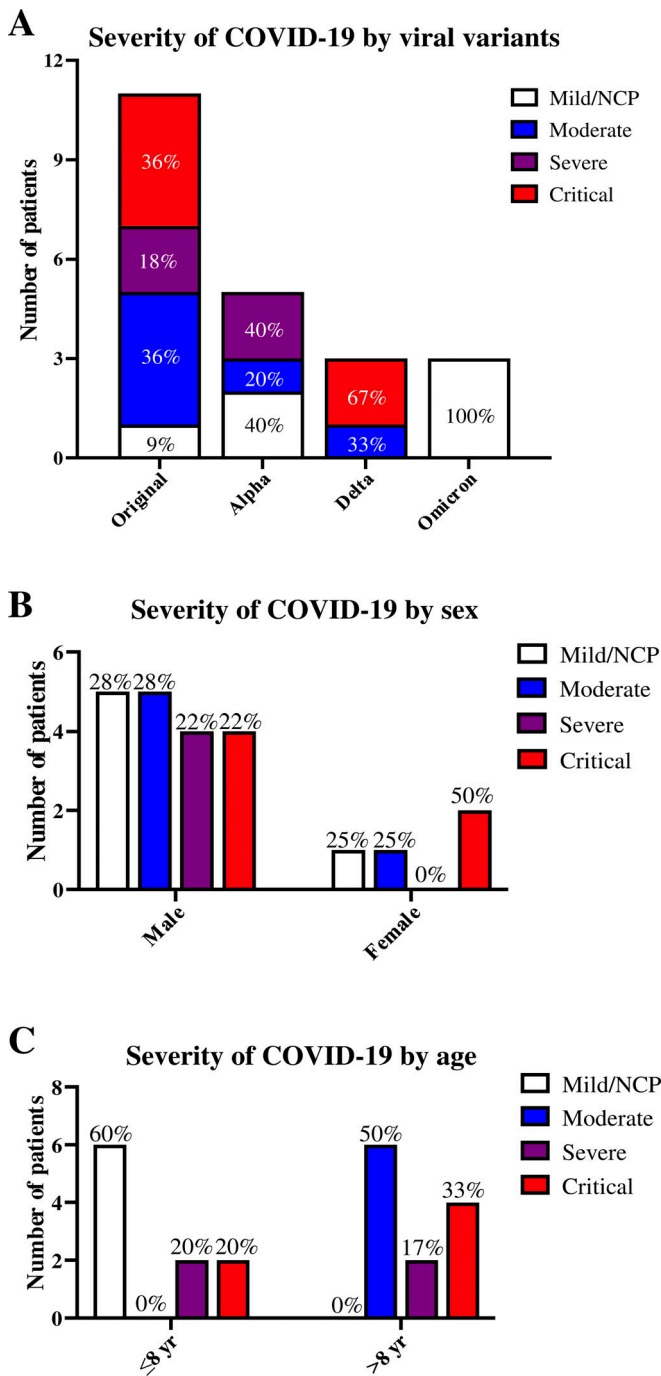 A
Severity of COVID-19 by viral variants
Number of patients
12
9
6
3
0
36%
18%
36%
9%
40%
20%
40%
67%
33%
100%
Original
Alpha
Delta
Omicron
Mild/NCP
Moderate
Severe
Critical
B
Severity of COVID-19 by sex
Number of patients
6
4
2
0
28%
28%
22%
22%
25%
25%
0%
50%
Male
Female
Mild/NCP
Moderate
Severe
Critical
C
Severity of COVID-19 by age
Number of patients
8
6
4
2
0
60%
0%
20%
20%
0%
50%
17%
33%
≤8 yr
>8 yr
Mild/NCP
Moderate
Severe
Critical